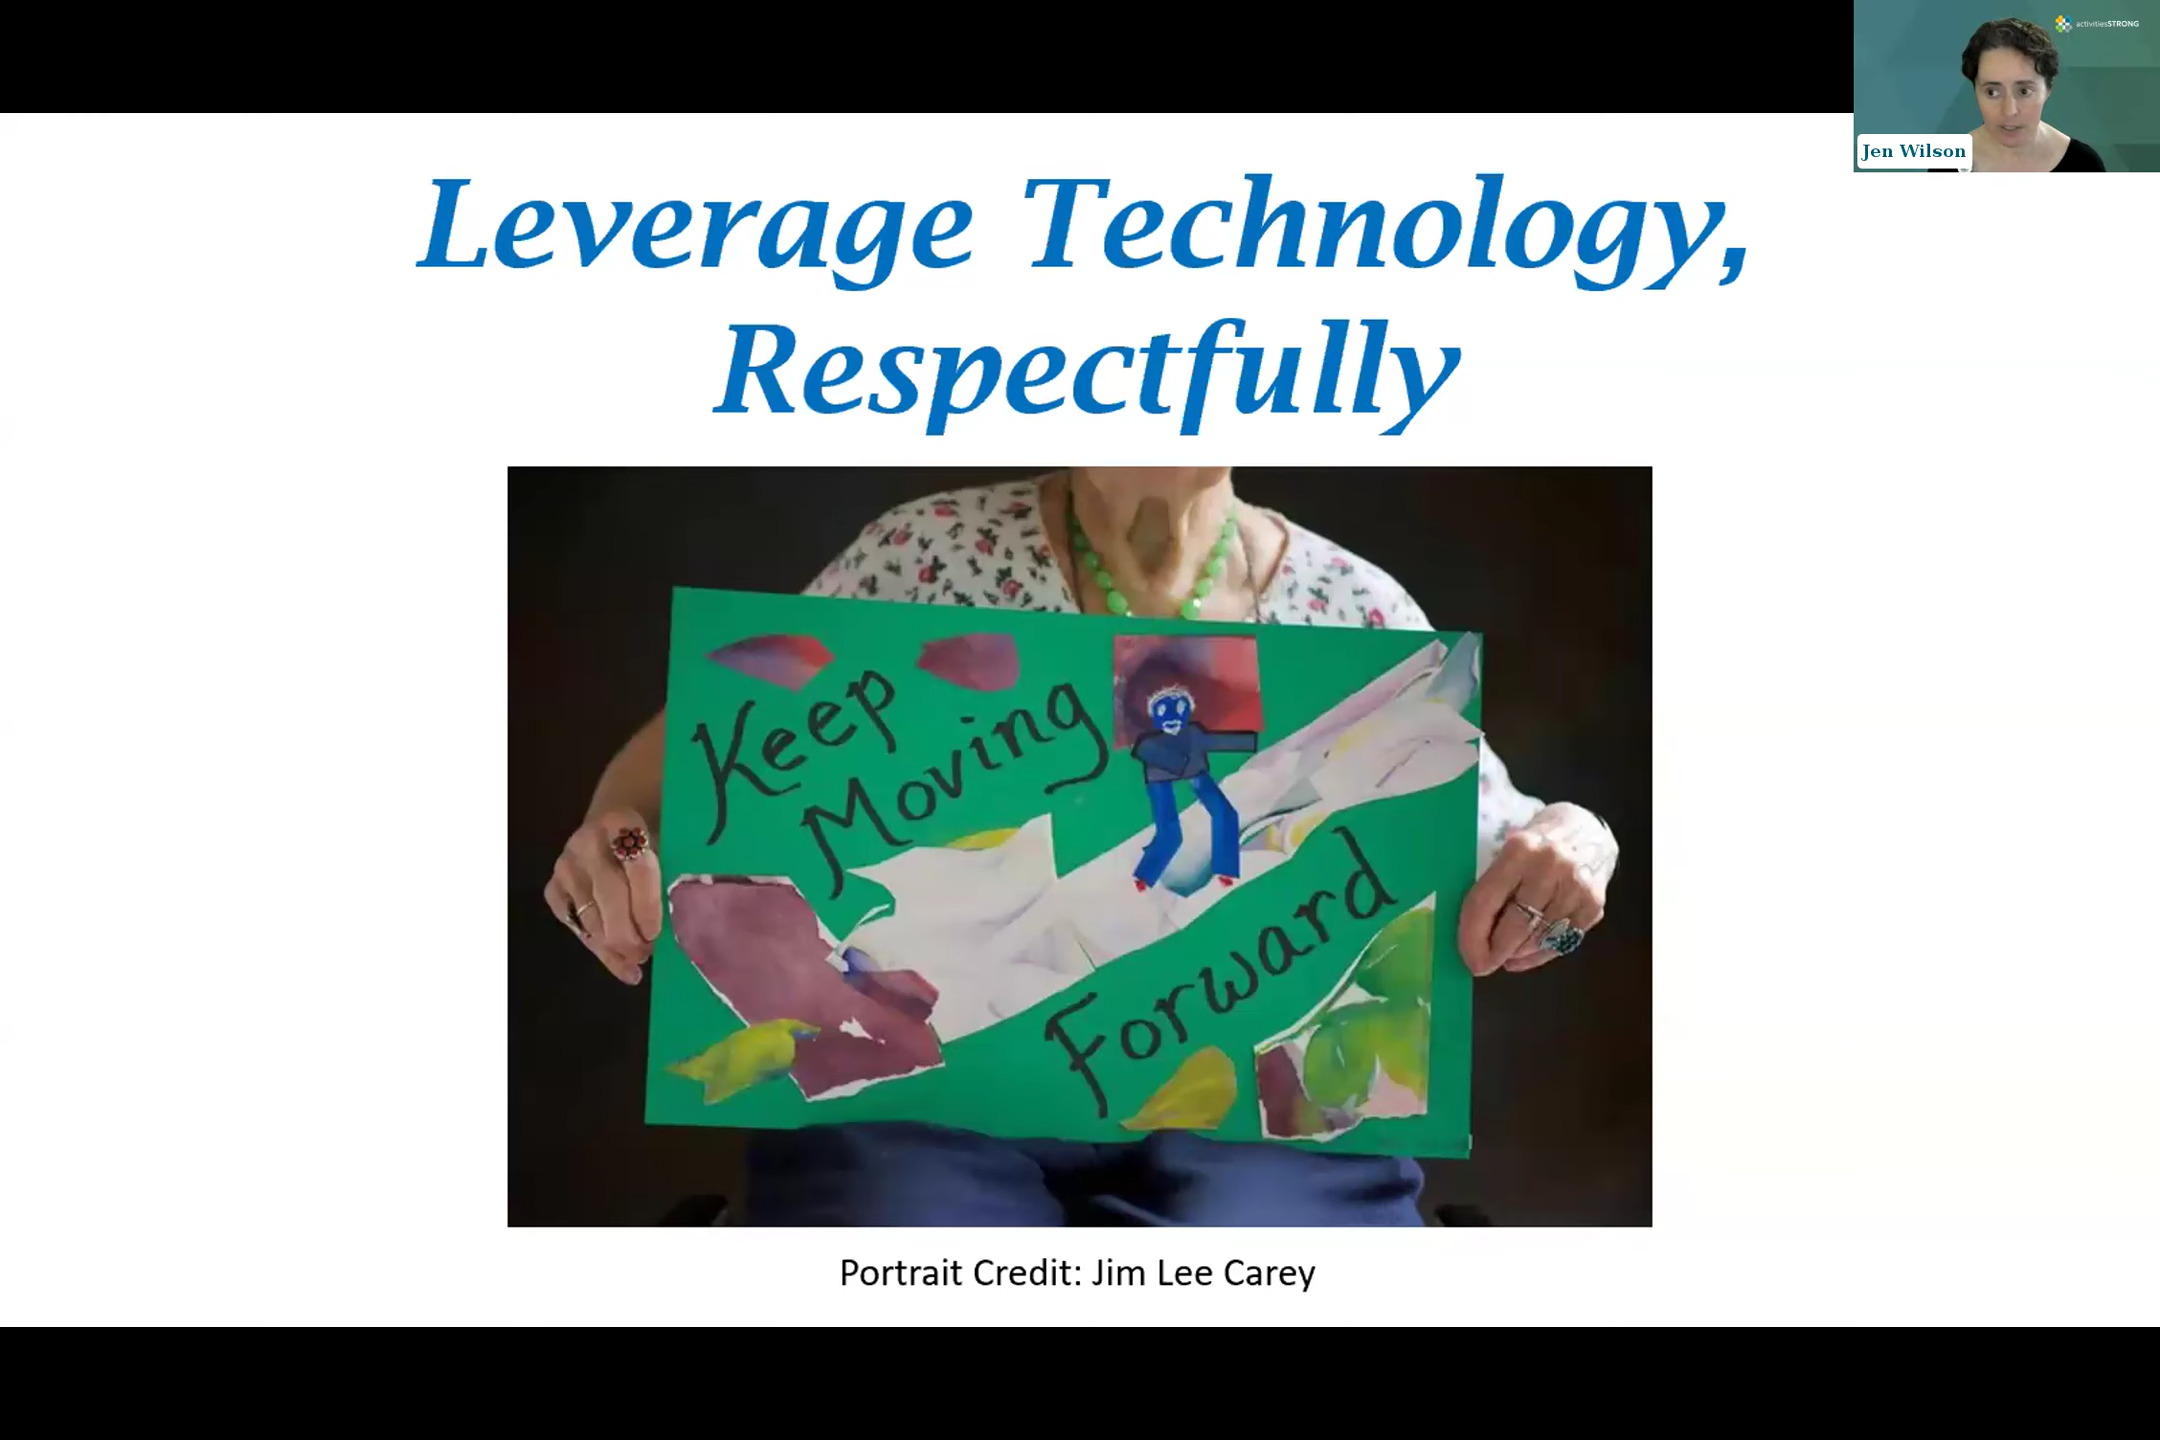 activitiesSTRONG
Jen Wilson
Leverage Technology,
Respectfully
Keep
Moving
Forward
Portrait Credit: Jim Lee Carey